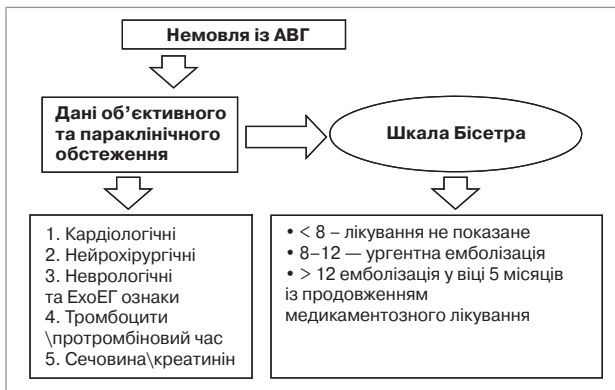 Немовля із АВГ
Дані об’єктивного
та параклінічного
обстеження
Шкала Бісетра
1. Кардіологічні
2. Нейрохірургічні
3. Неврологічні
та ЕхоЕГ ознаки
4. Тромбоцити
\протромбіновий час
5. Сечовина\креатинін
• < 8 – лікування не показане
• 8–12 — ургентна емболізація
• > 12 емболізація у віці 5 місяців
із продовженням
медикаментозного лікування